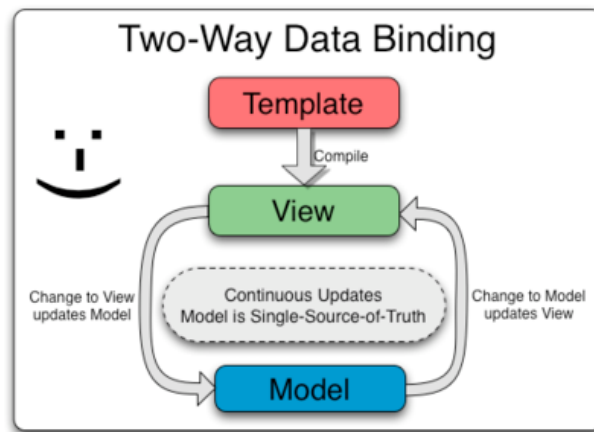 Two-Way Data Binding
Template
Compile
View
Change to View
updates Model
Continuous Updates
Model is Single-Source-of-Truth
Change to Model
updates View
Model